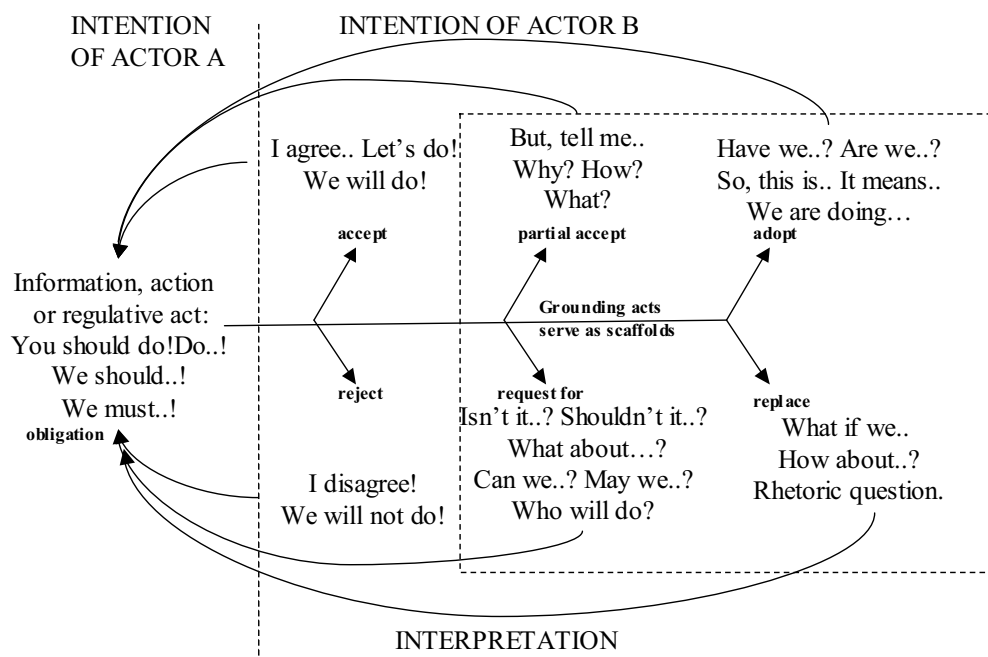 INTENTION
OF ACTOR A
INTENTION OF ACTOR B
I agree.. Let's do!
We will do!
But, tell me..
Why? How?
What?
Have we..? Are we..?
So, this is.. It means..
We are doing…
accept
partial accept
adopt
Information, action
or regulative act:
You should do!Do..!
We should..!
We must..!
obligation
Grounding acts
serve as scaffolds
reject
request for
replace
I disagree!
We will not do!
Isn't it..? Shouldn't it..?
What about…?
Can we..? May we..?
Who will do?
What if we..
How about..?
Rhetoric question.
INTERPRETATION